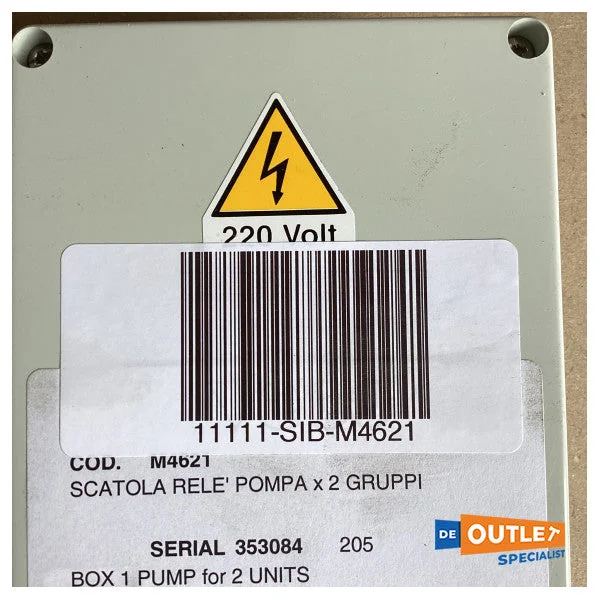 220 Volt
11111-SIB-M4621
COD. M4621
SCATOLA RELE' POMPA x 2 GRUPPI
SERIAL 353084 205
BOX 1 PUMP for 2 UNITS
DE OUTLET
SPECIALIST